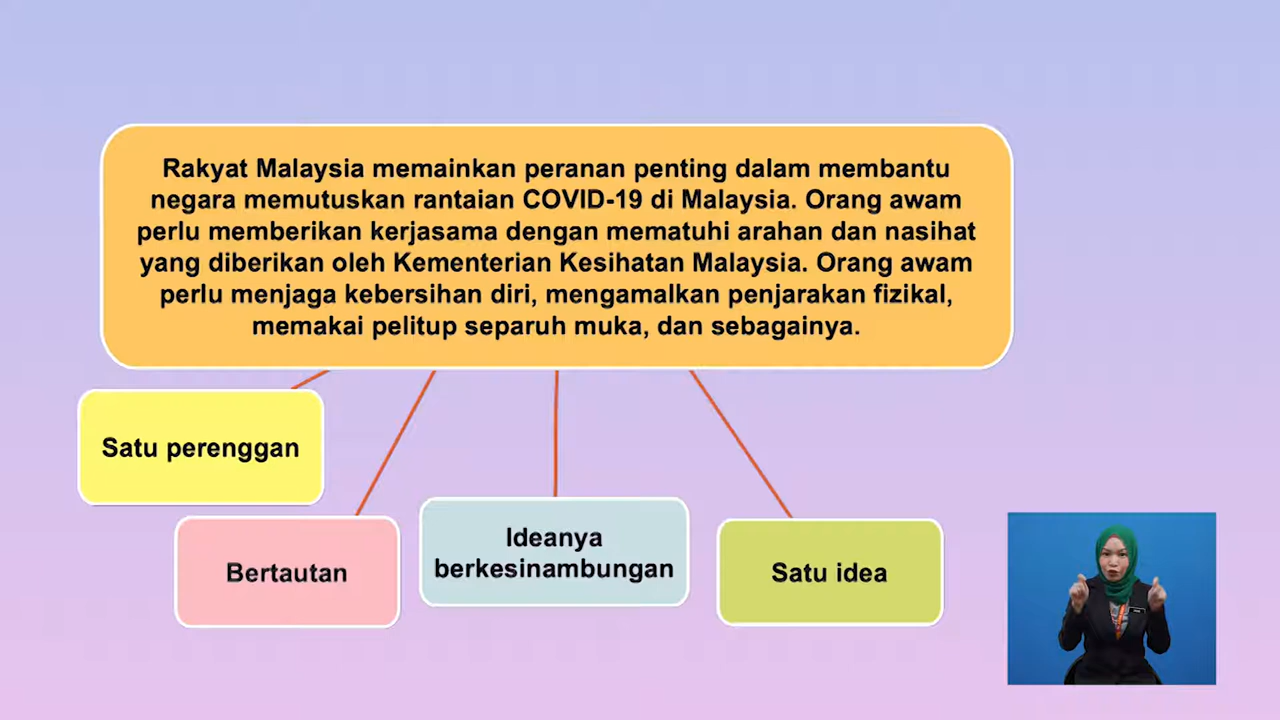 Rakyat Malaysia memainkan peranan penting dalam membantu
negara memutuskan rantaian COVID-19 di Malaysia. Orang awam
perlu memberikan kerjasama dengan mematuhi arahan dan nasihat
yang diberikan oleh Kementerian Kesihatan Malaysia. Orang awam
perlu menjaga kebersihan diri, mengamalkan penjarakan fizikal,
memakai pelitup separuh muka, dan sebagainya.
Satu perenggan
Bertautan
Ideanya
berkesinambungan
Satu idea